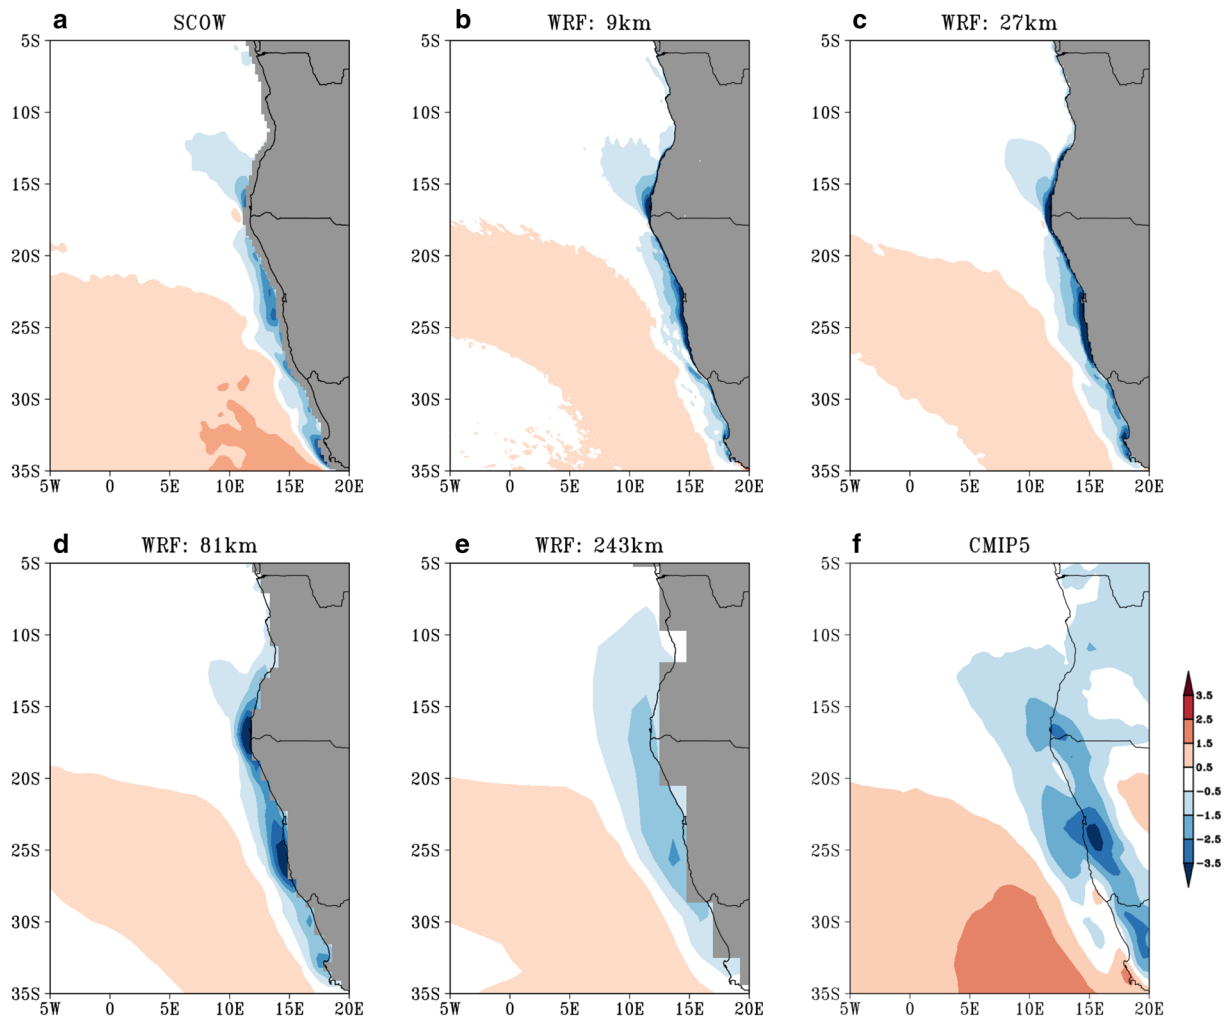 a SCOW
b WRF: 9km
c WRF: 27km
5S
10S
15S
20S
25S
30S
35S
5W 0 5E 10E 15E 20E
5S
10S
15S
20S
25S
30S
35S
5W 0 5E 10E 15E 20E
5S
10S
15S
20S
25S
30S
35S
5W 0 5E 10E 15E 20E
d WRF: 81km
e WRF: 243km
f CMIP5
5S
10S
15S
20S
25S
30S
35S
5W 0 5E 10E 15E 20E
5S
10S
15S
20S
25S
30S
35S
5W 0 5E 10E 15E 20E
5S
10S
15S
20S
25S
30S
35S
5W 0 5E 10E 15E 20E
3.5
2.5
1.5
0.5
-0.5
-1.5
-2.5
-3.5